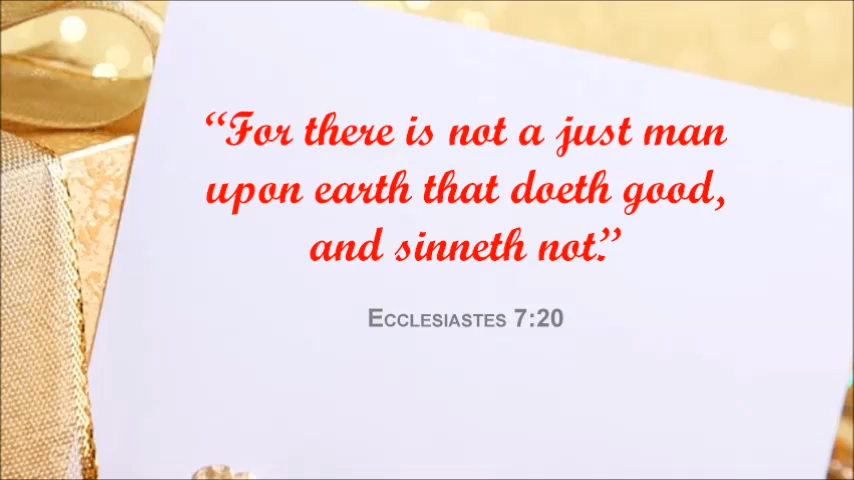 “For there is not a just man
upon earth that doeth good,
and sinneth not.”
Ecclesiastes 7:20